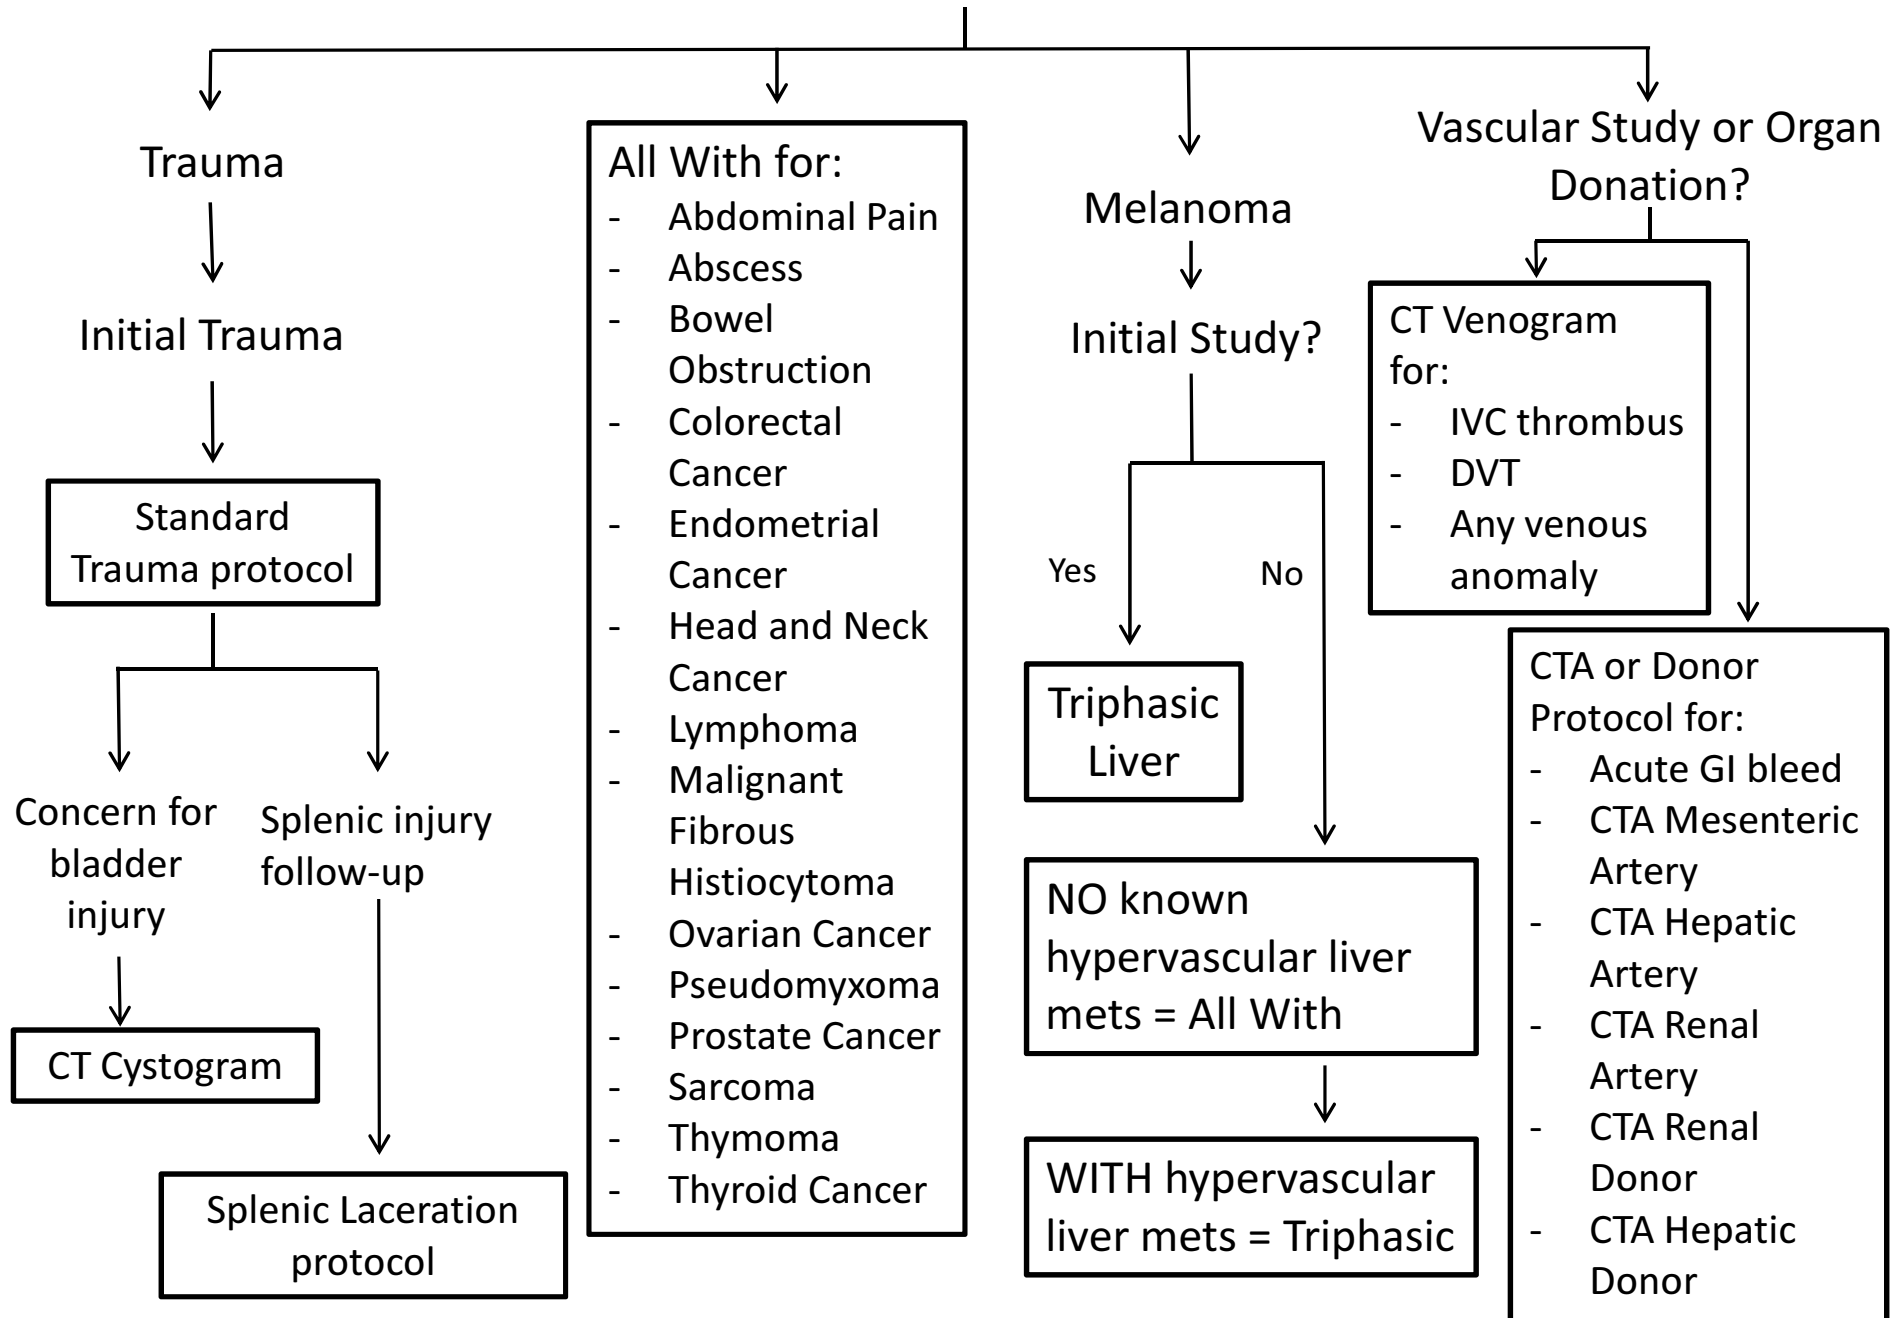 Trauma
Initial Trauma
Standard
Trauma protocol
Concern for
bladder
injury
CT Cystogram
Splenic injury
follow-up
Splenic Laceration
protocol
All With for:
- Abdominal Pain
- Abscess
- Bowel
Obstruction
- Colorectal
Cancer
- Endometrial
Cancer
- Head and Neck
Cancer
- Lymphoma
- Malignant
Fibrous
Histiocytoma
- Ovarian Cancer
- Pseudomyxoma
- Prostate Cancer
- Sarcoma
- Thymoma
- Thyroid Cancer
Melanoma
Initial Study?
Yes
No
Triphasic
Liver
NO known
hypervascular liver
mets = All With
WITH hypervascular
liver mets = Triphasic
Vascular Study or Organ
Donation?
CT Venogram
for:
- IVC thrombus
- DVT
- Any venous
anomaly
CTA or Donor
Protocol for:
- Acute GI bleed
- CTA Mesenteric
Artery
- CTA Hepatic
Artery
- CTA Renal
Artery
- CTA Renal
Donor
- CTA Hepatic
Donor